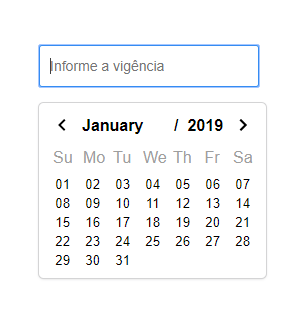 Informe a vigência
January / 2019
Su Mo Tu We Th Fr Sa
01 02 03 04 05 06 07
08 09 10 11 12 13 14
15 16 17 18 19 20 21
22 23 24 25 26 27 28
29 30 31